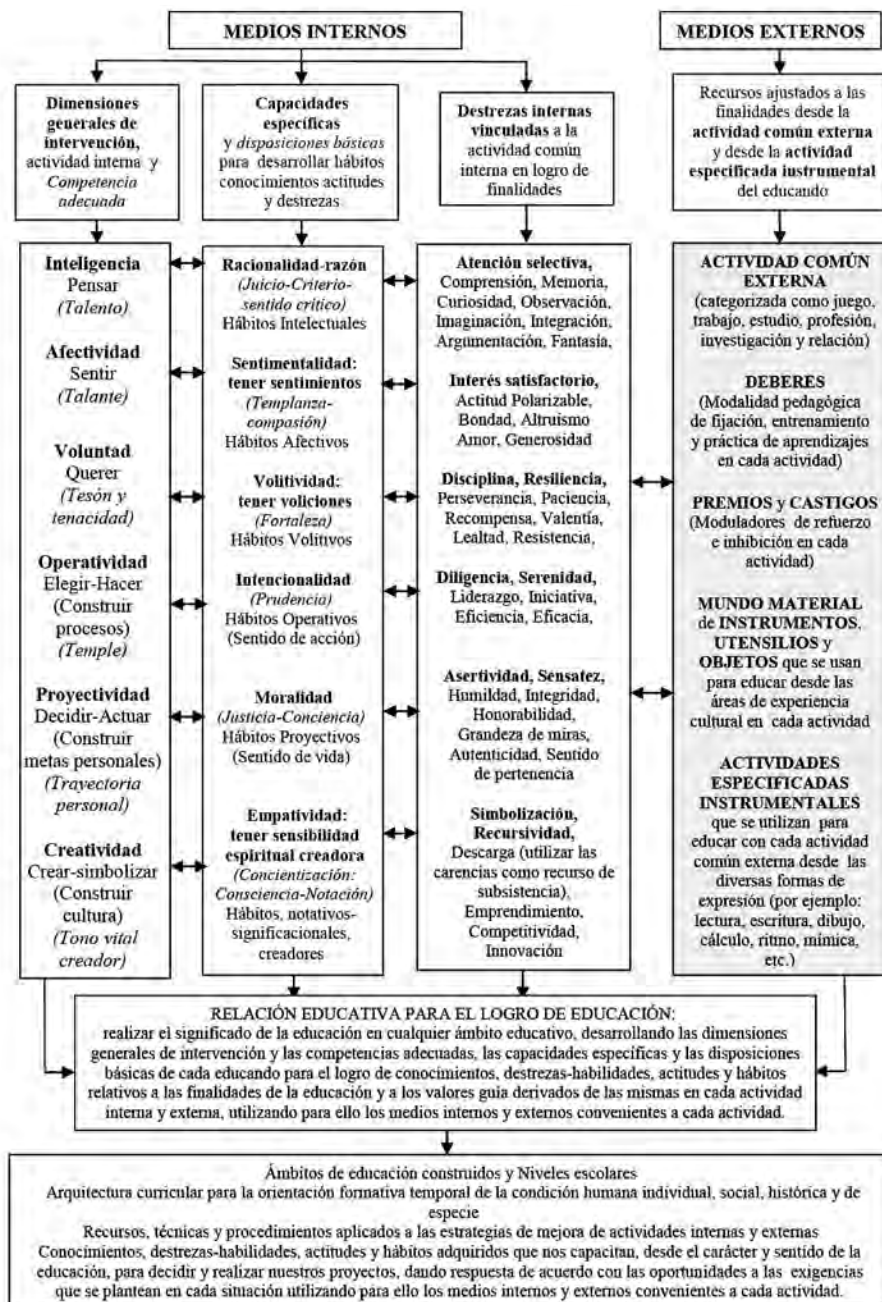 MEDIOS INTERNOS
MEDIOS EXTERNOS
Dimensiones
generales de
intervención,
actividad interna y
Competencia
adecuada
Capacidades
específicas
y disposiciones básicas
para desarrollar hábitos
conocimientos actitudes
y destrezas
Destrezas internas
vinculadas a la
actividad común
interna en logro de
finalidades
Recursos ajustados a las
finalidades desde la
actividad común externa
y desde la actividad
especificada instrumental
del educando
Inteligencia
Pensar
(Talento)
Afectividad
Sentir
(Talante)
Voluntad
Querer
(Tesón y
tenacidad)
Operatividad
Elegir-Hacer
(Construir
procesos)
(Temple)
Proyectividad
Decidir-Actuar
(Construir
metas personales)
(Trayectoria
personal)
Creatividad
Crear-simbolizar
(Construir
cultura)
(Tono vital
creador)
Racionalidad-razón
(Juicio-Criterio-
sentido crítico)
Hábitos Intelectuales
Sentimentalidad:
tener sentimientos
(Templanza-
compasión)
Hábitos Afectivos
Volitividad:
tener voliciones
(Fortaleza)
Hábitos Volitivos
Intencionalidad
(Prudencia)
Hábitos Operativos
(Sentido de acción)
Moralidad
(Justicia-Conciencia)
Hábitos Proyectivos
(Sentido de vida)
Empatividad:
tener sensibilidad
espiritual creadora
(Concientización:
Consciencia-Notación)
Hábitos, notativos-
significacionales,
creadores
Atención selectiva,
Comprensión, Memoria,
Curiosidad, Observación,
Imaginación, Integración,
Argumentación, Fantasía,
Interés satisfactorio,
Actitud Polarizable,
Bondad, Altruismo
Amor, Generosidad
Disciplina, Resiliencia,
Perseverancia, Paciencia,
Recompensa, Valentía,
Lealtad, Resistencia,
Diligencia, Serenidad,
Liderazgo, Iniciativa,
Eficiencia, Eficacia,
Asertividad, Sensatez,
Humildad, Integridad,
Honorabilidad,
Grandeza de miras,
Autenticidad, Sentido
de pertenencia
Simbolización,
Recursividad,
Descarga (utilizar las
carencias como recurso de
subsistencia),
Emprendimiento,
Competitividad,
Innovación
ACTIVIDAD COMÚN
EXTERNA
(categorizada como juego,
trabajo, estudio, profesión,
investigación y relación)
DEBERES
(Modalidad pedagógica
de fijación, entrenamiento
y práctica de aprendizajes
en cada actividad)
PREMIOS y CASTIGOS
(Moduladores de refuerzo
e inhibición en cada
actividad)
MUNDO MATERIAL
de INSTRUMENTOS,
UTENSILIOS y
OBJETOS que se usan
para educar desde las
áreas de experiencia
cultural en cada actividad
ACTIVIDADES
ESPECIFICADAS
INSTRUMENTALES
que se utilizan para
educar con cada actividad
común externa desde las
diversas formas de
expresión (por ejemplo:
lectura, escritura, dibujo,
cálculo, ritmo, mímica,
etc.)
RELACIÓN EDUCATIVA PARA EL LOGRO DE EDUCACIÓN:
realizar el significado de la educación en cualquier ámbito educativo, desarrollando las dimensiones
generales de intervención y las competencias adecuadas, las capacidades específicas y las disposiciones
básicas de cada educando para el logro de conocimientos, destrezas-habilidades, actitudes y hábitos
relativos a las finalidades de la educación y a los valores guía derivados de las mismas en cada actividad
interna y externa, utilizando para ello los medios internos y externos convenientes a cada actividad.
Ámbitos de educación construidos y Niveles escolares
Arquitectura curricular para la orientación formativa temporal de la condición humana individual, social, histórica y de
especie
Recursos, técnicas y procedimientos aplicados a las estrategias de mejora de actividades internas y externas
Conocimientos, destrezas-habilidades, actitudes y hábitos adquiridos que nos capacitan, desde el carácter y sentido de la
educación, para decidir y realizar nuestros proyectos, dando respuesta de acuerdo con las oportunidades a las exigencias
que se plantean en cada situación utilizando para ello los medios internos y externos convenientes a cada actividad.